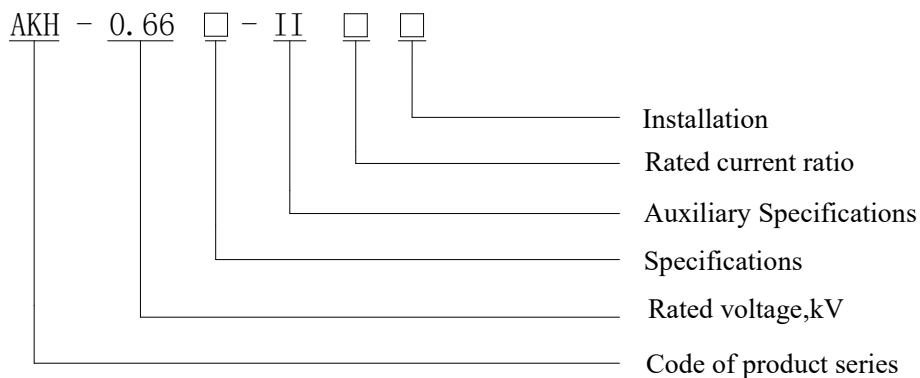 AKH - 0.66 □ - II □ □
Installation
Rated current ratio
Auxiliary Specifications
Specifications
Rated voltage,kV
Code of product series